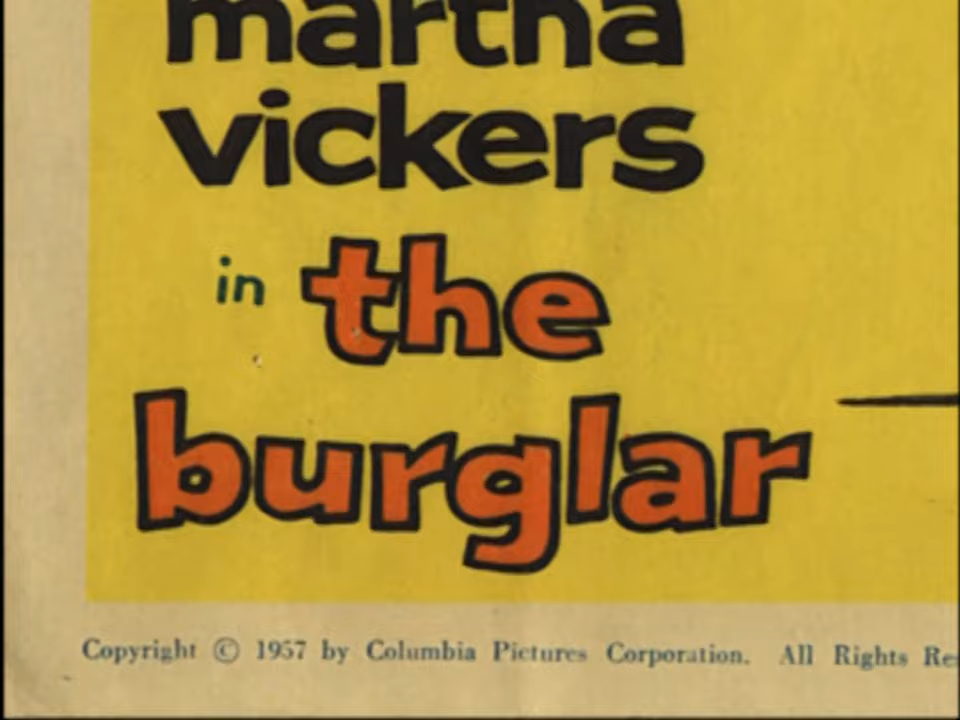 martha
vickers
in the
burglar
Copyright © 1957 by Columbia Pictures Corporation. All Rights